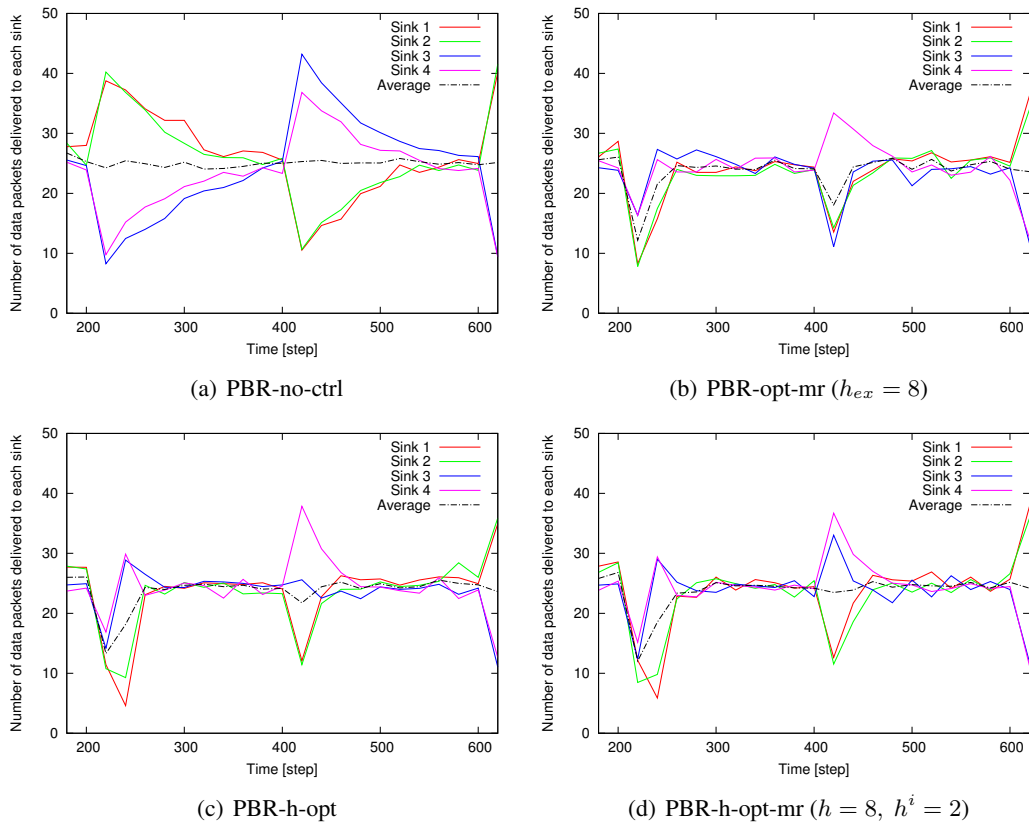 Number of data packets delivered to each sink
50
40
30
20
10
0
Sink 1
Sink 2
Sink 3
Sink 4
Average
200
300
400
500
600
Time [step]
(a) PBR-no-ctrl
Number of data packets delivered to each sink
50
40
30
20
10
0
Sink 1
Sink 2
Sink 3
Sink 4
Average
200
300
400
500
600
Time [step]
(b) PBR-opt-mr (h_{ex} = 8)
Number of data packets delivered to each sink
50
40
30
20
10
0
Sink 1
Sink 2
Sink 3
Sink 4
Average
200
300
400
500
600
Time [step]
(c) PBR-h-opt
Number of data packets delivered to each sink
50
40
30
20
10
0
Sink 1
Sink 2
Sink 3
Sink 4
Average
200
300
400
500
600
Time [step]
(d) PBR-h-opt-mr (h = 8, h^i = 2)